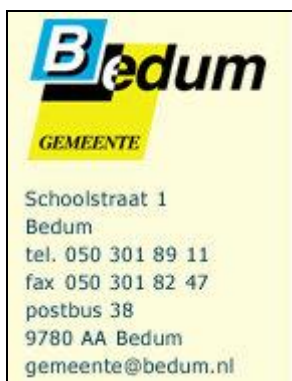 Bedum
GEMEENTE
Schoolstraat 1
Bedum
tel. 050 301 89 11
fax 050 301 82 47
postbus 38
9780 AA Bedum
gemeente@bedum.nl